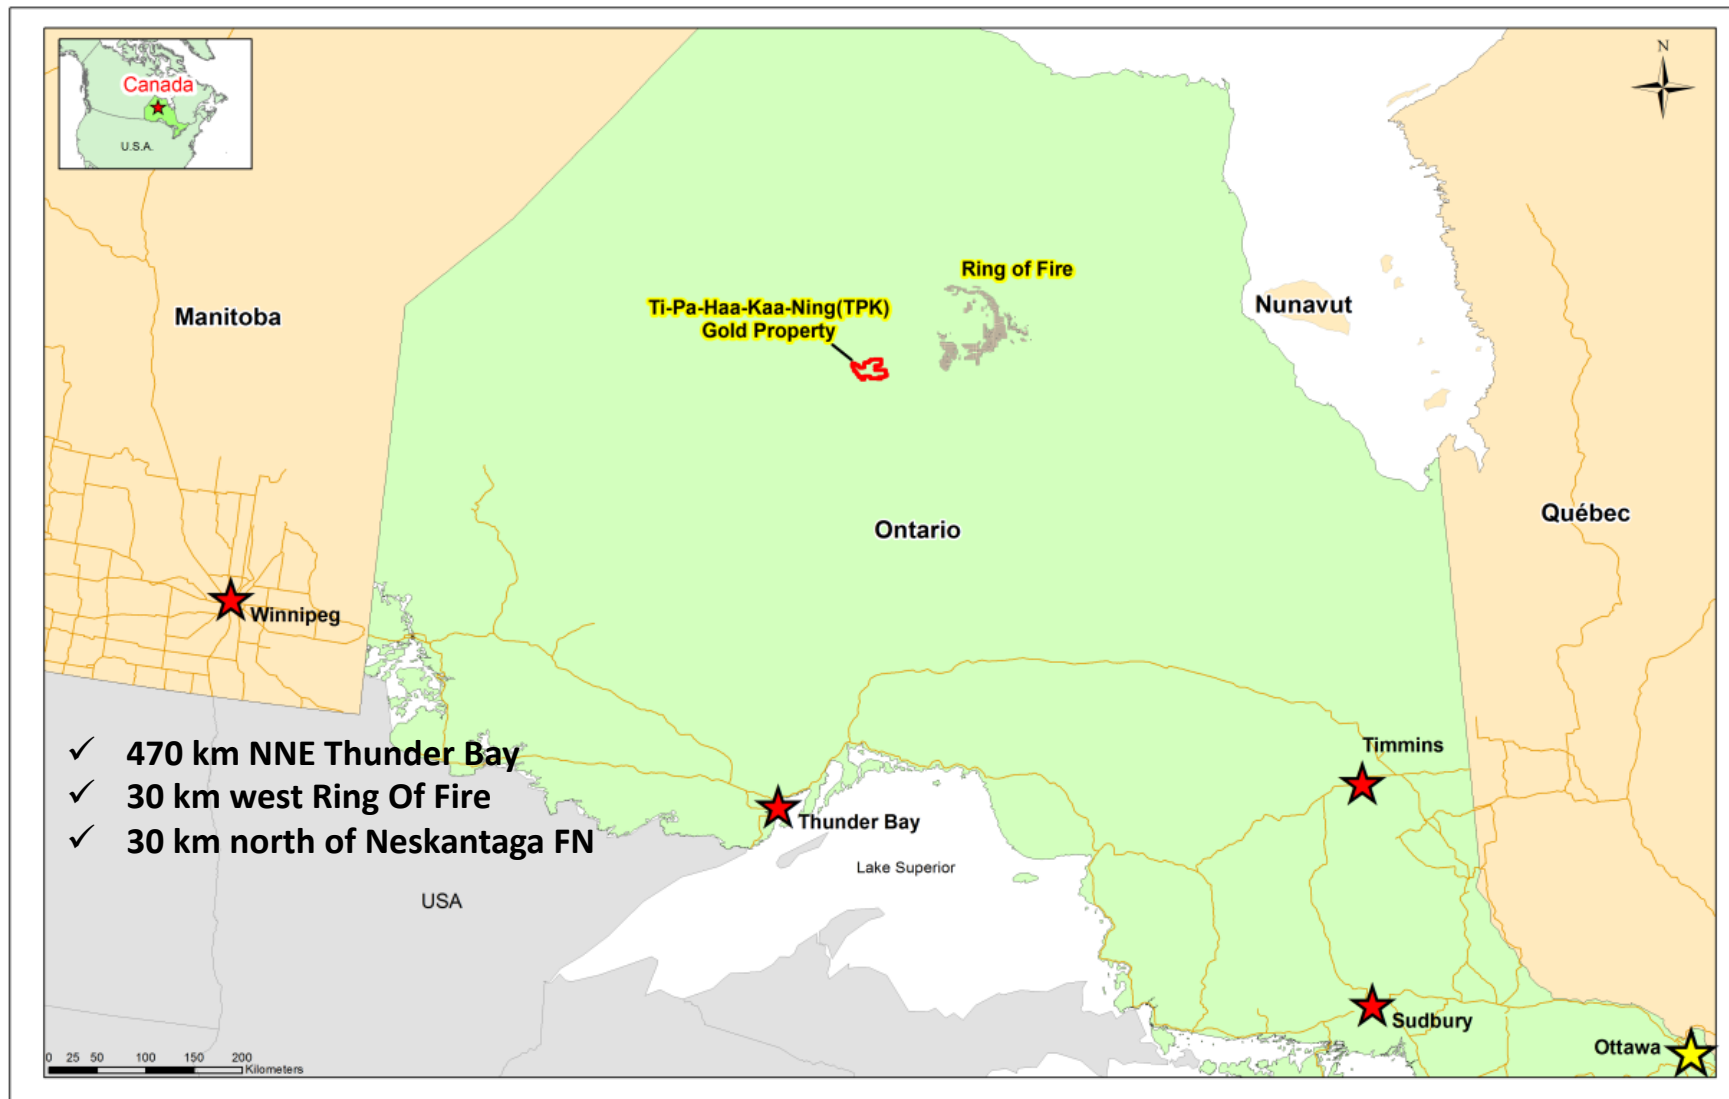 Canada
U.S.A.
N
Ring of Fire
Ti-Pa-Haa-Kaa-Ning(TPK)
Gold Property
Manitoba
Nunavut
Ontario
Québec
Winnipeg
✓ 470 km NNE Thunder Bay
✓ 30 km west Ring Of Fire
✓ 30 km north of Neskantaga FN
Timmins
Thunder Bay
Lake Superior
USA
Sudbury
Ottawa
0 25 50 100 150 200
Kilometers